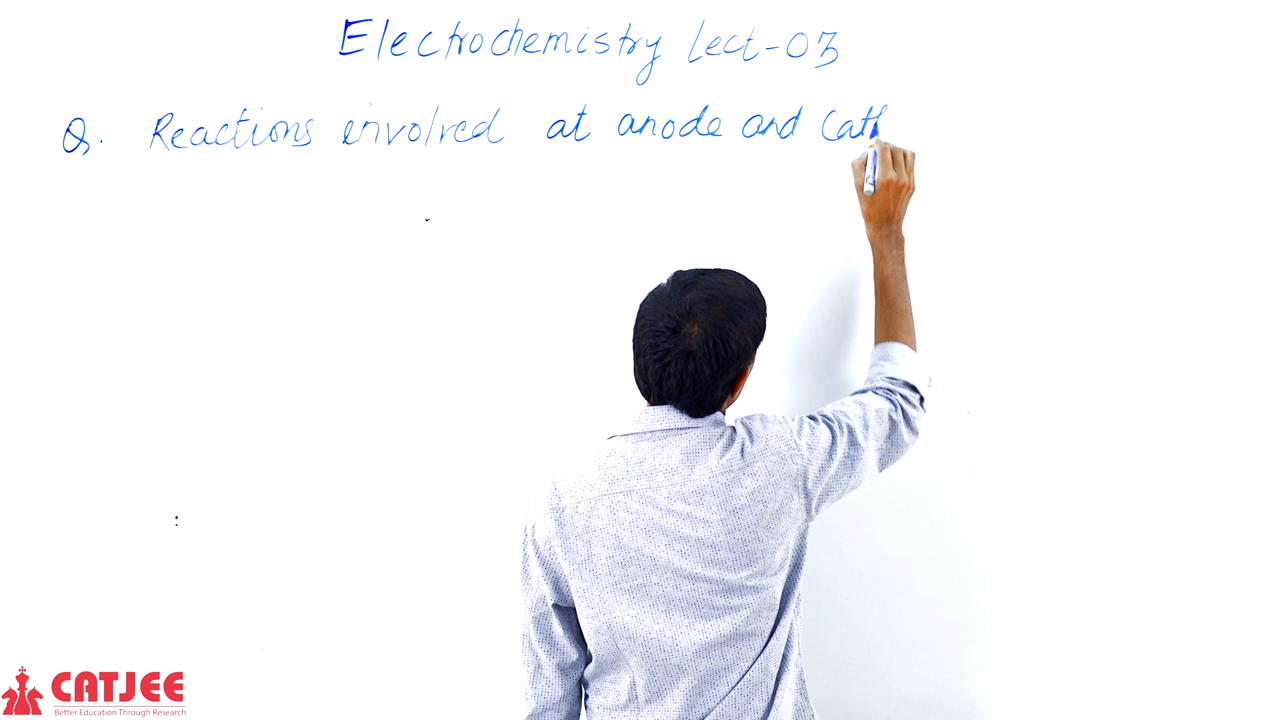 Electrochemistry Lect-03
Q. Reactions involved at anode and Cath
CATJEE
Better Education Through Research